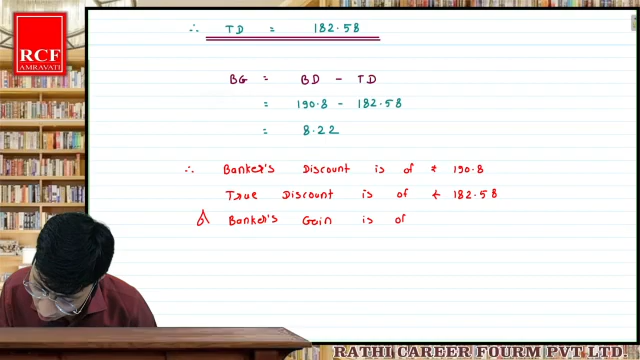 RCF
AMRAVATI
∴ TD = 182.58
BG = BD - TD
= 190.8 - 182.58
= 8.22
∴ Banker's Discount is of ₹ 190.8
True Discount is of ₹ 182.58
& Banker's Gain is of
RATHI CAREER FOURM PVT LTD.